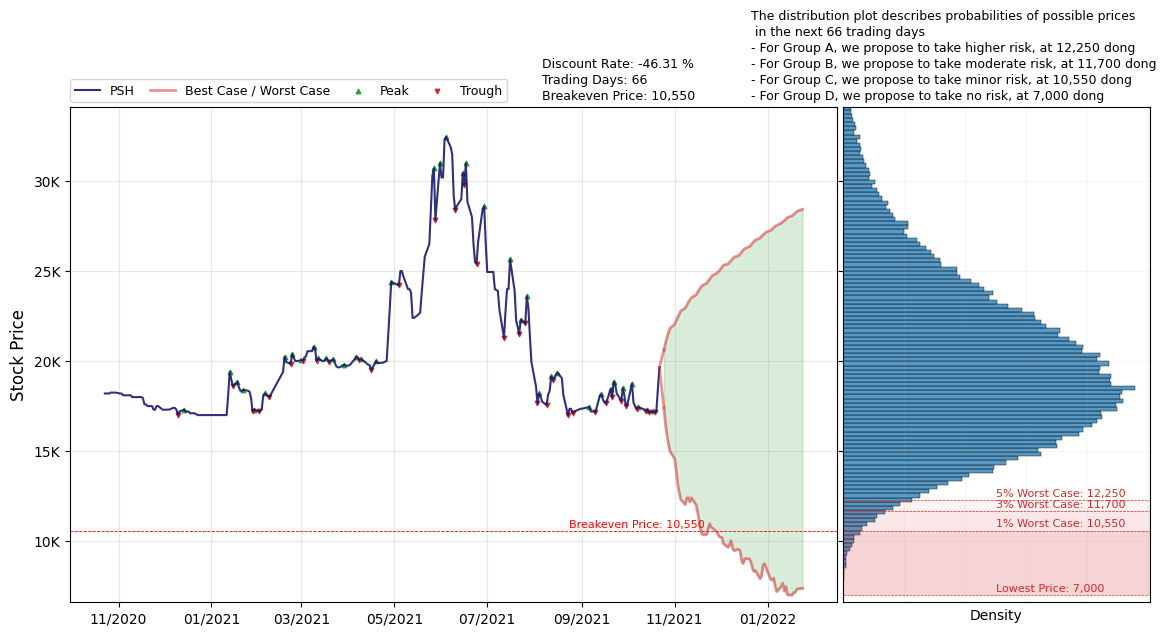 The distribution plot describes probabilities of possible prices
in the next 66 trading days
- For Group A, we propose to take higher risk, at 12,250 dong
- For Group B, we propose to take moderate risk, at 11,700 dong
- For Group C, we propose to take minor risk, at 10,550 dong
- For Group D, we propose to take no risk, at 7,000 dong
Discount Rate: -46.31 %
Trading Days: 66
Breakeven Price: 10,550
PSH
Best Case / Worst Case
Peak
Trough
Stock Price
30K
25K
20K
15K
10K
Breakeven Price: 10,550
5% Worst Case: 12,250
3% Worst Case: 11,700
1% Worst Case: 10,550
Lowest Price: 7,000
11/2020
01/2021
03/2021
05/2021
07/2021
09/2021
11/2021
01/2022
Density